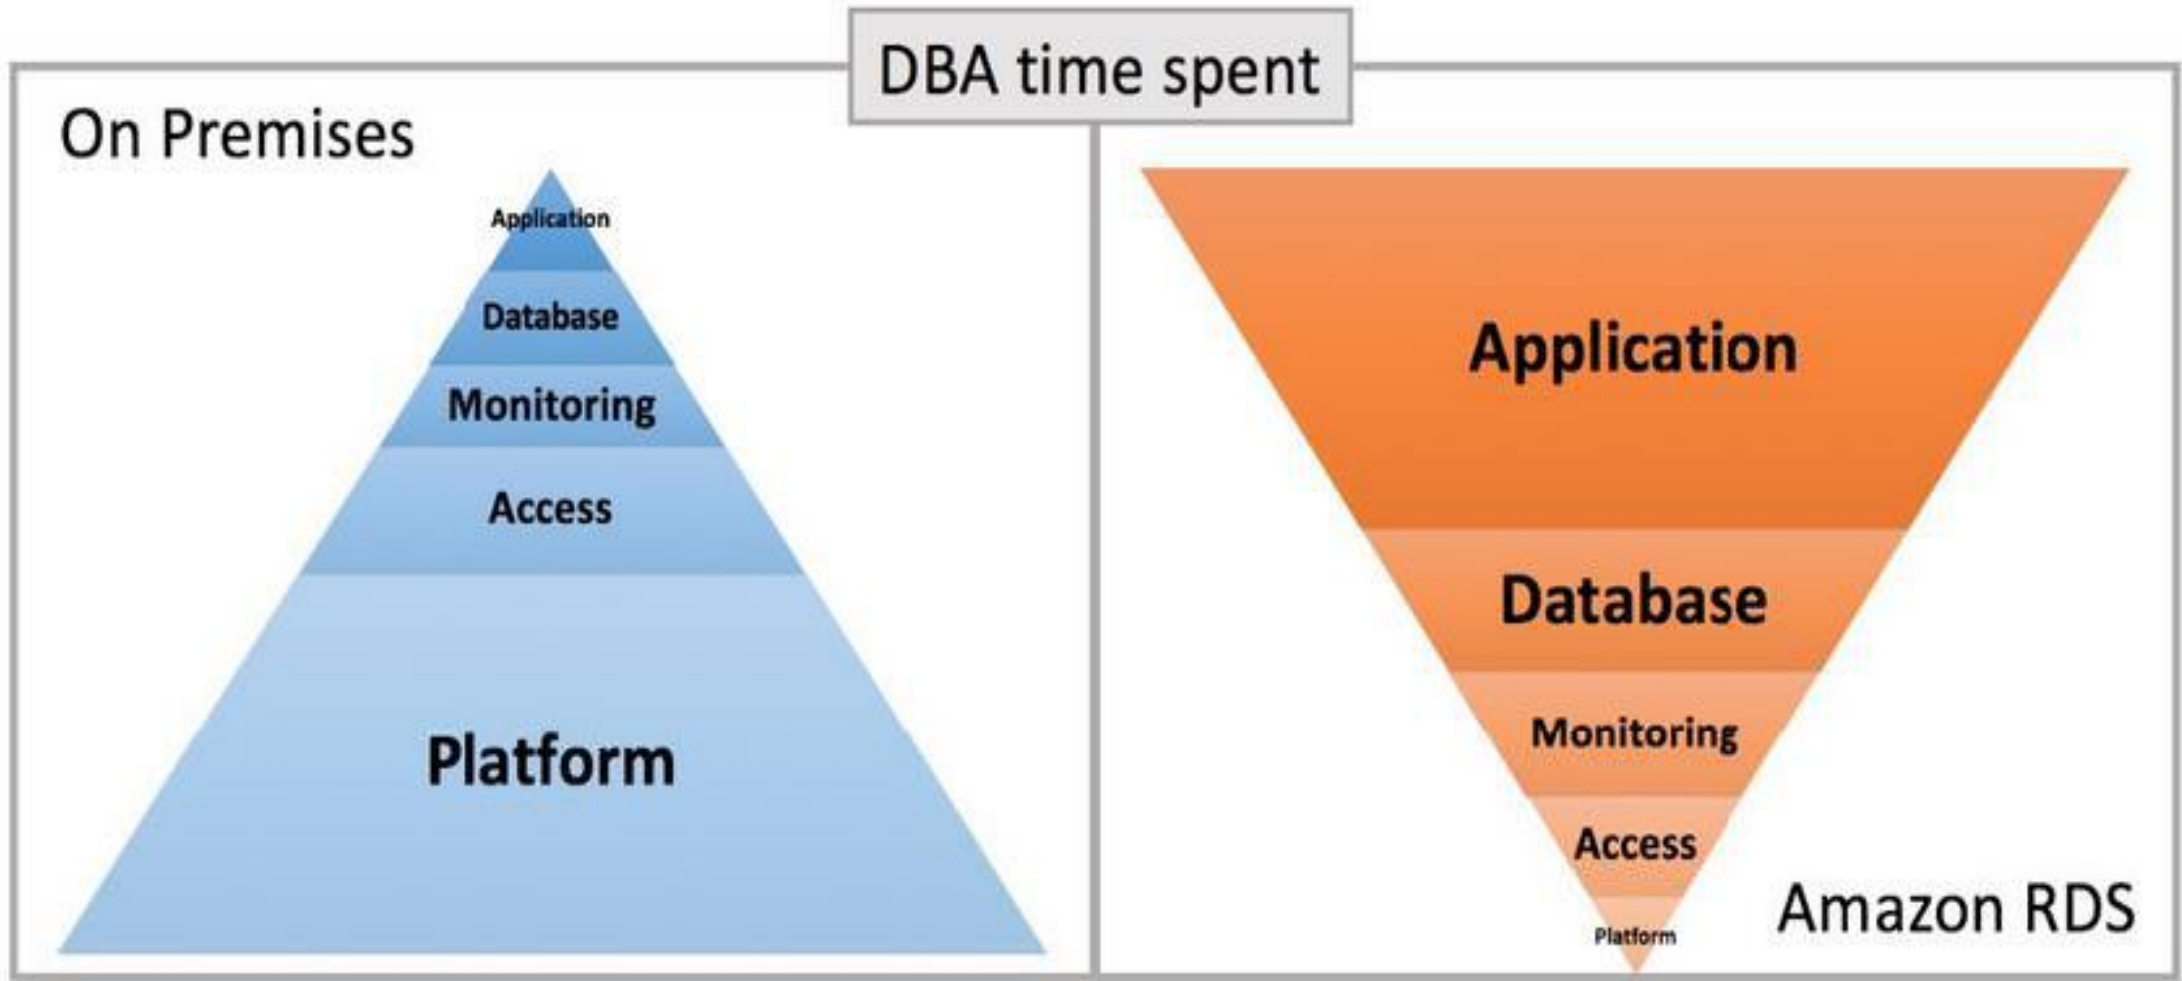 DBA time spent
On Premises
Application
Database
Monitoring
Access
Platform
Application
Database
Monitoring
Access
Platform
Amazon RDS